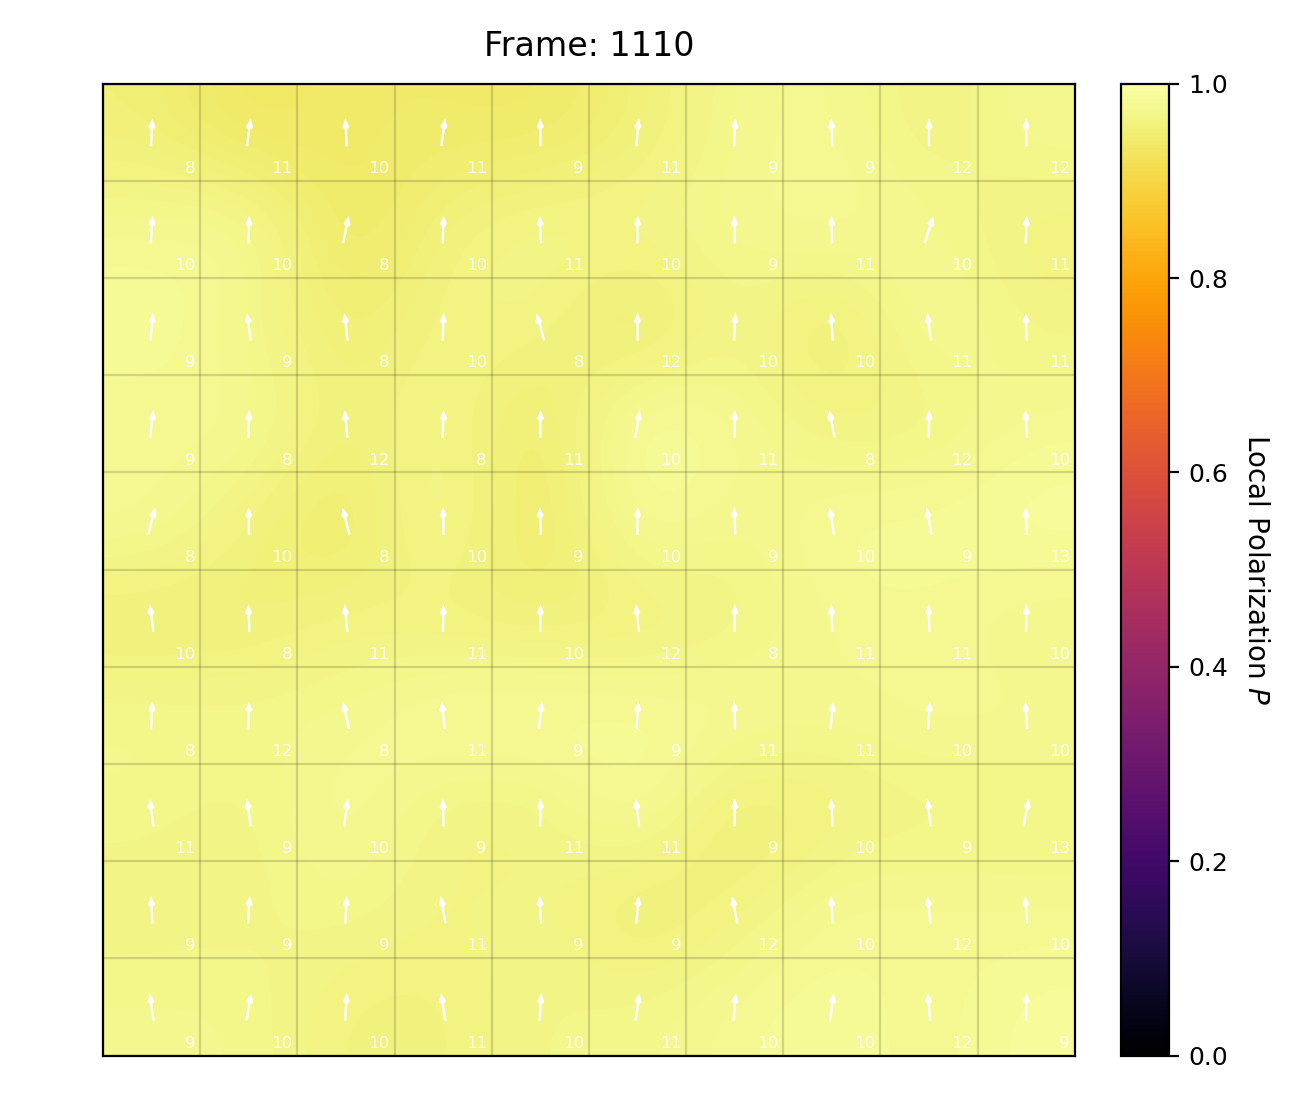 Frame: 1110
8 11 10 11 9 11 9 9 12 12
10 10 8 10 11 10 9 11 10 11
9 9 8 10 8 12 10 10 11 11
9 8 12 8 11 10 11 8 12 10
8 10 8 10 9 10 9 10 9 13
10 8 11 11 10 12 8 11 11 10
8 12 8 11 9 9 11 11 10 10
11 9 10 9 11 11 9 10 9 13
9 9 9 11 9 9 12 10 12 10
9 10 10 11 10 11 10 10 12 9
1.0
0.8
0.6
0.4
0.2
0.0
Local Polarization P